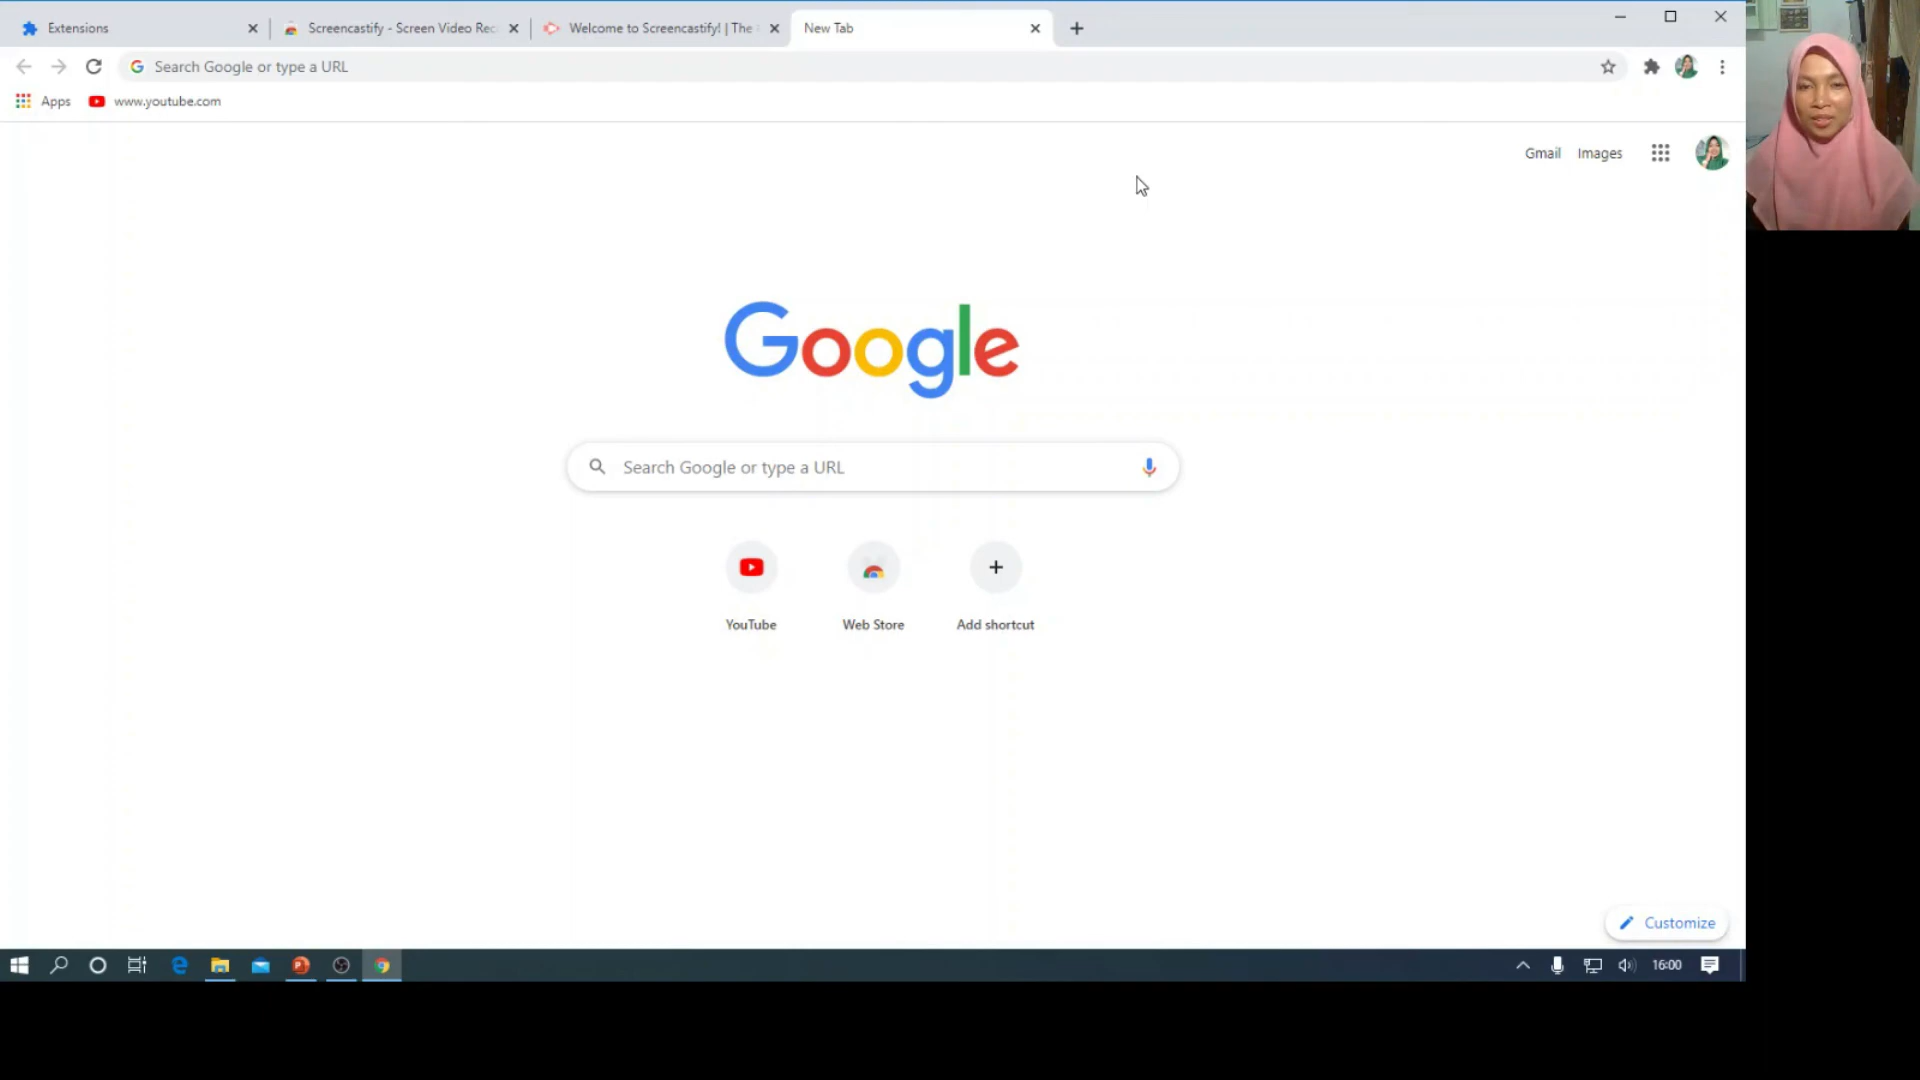 Extensions
Screencastify - Screen Video Rec
Welcome to Screencastify! | The
New Tab
Search Google or type a URL
Apps
www.youtube.com
Gmail
Images
Google
Search Google or type a URL
YouTube
Web Store
Add shortcut
Customize
16:00